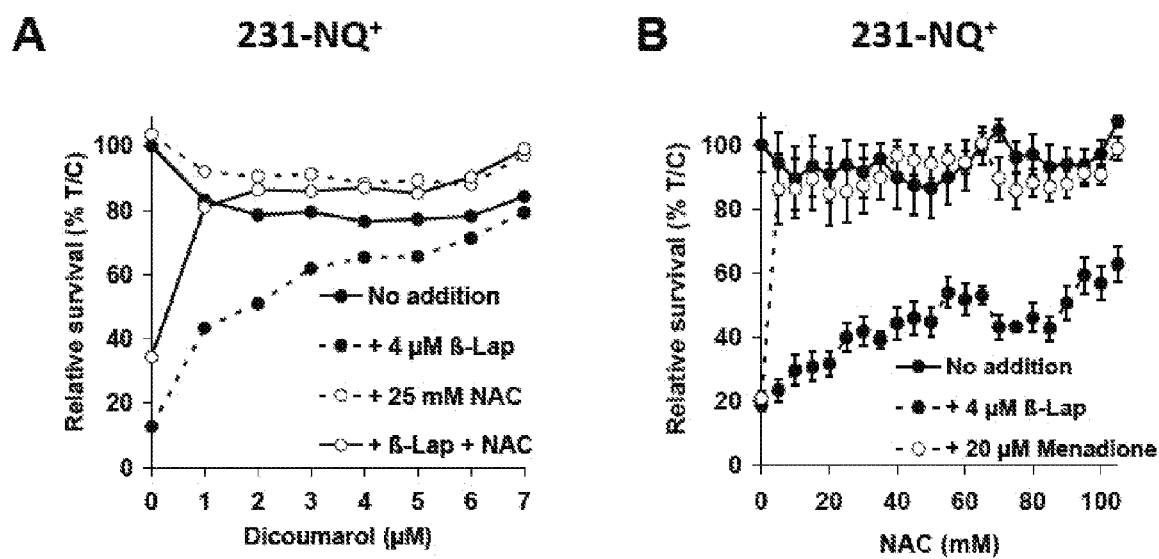 A
231-NQ⁺
Relative survival (% T/C)
100
80
60
40
20
0
No addition
+ 4 µM ß-Lap
+ 25 mM NAC
+ ß-Lap + NAC
0 1 2 3 4 5 6 7
Dicoumarol (µM)
B
231-NQ⁺
Relative survival (% T/C)
100
80
60
40
20
0
No addition
+ 4 µM ß-Lap
+ 20 µM Menadione
0 20 40 60 80 100
NAC (mM)